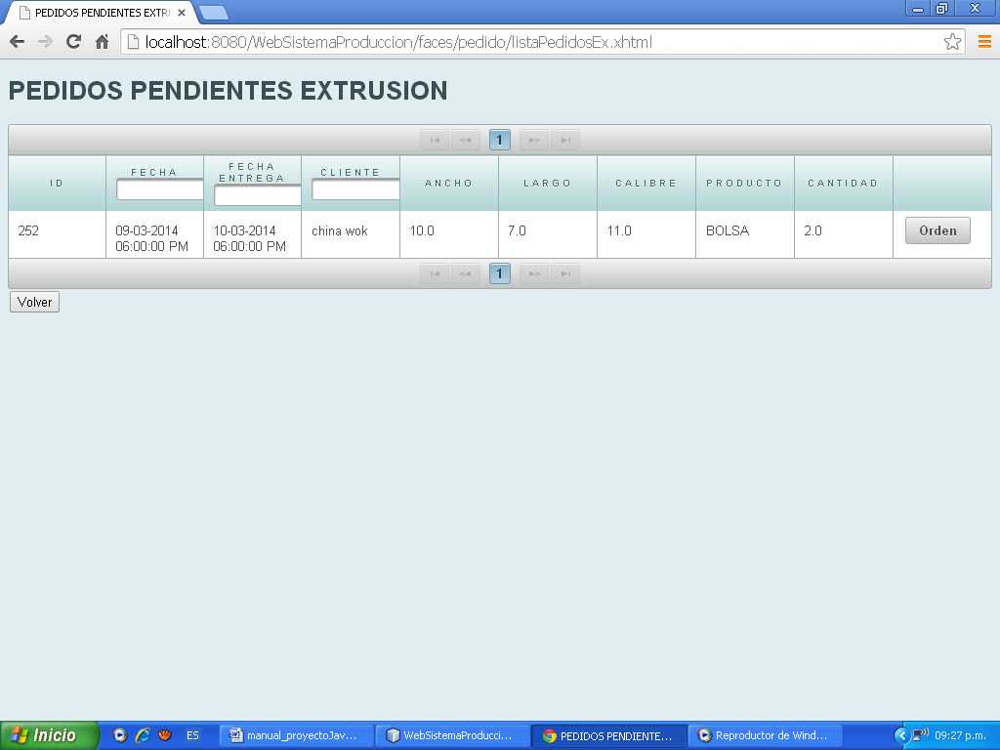 PEDIDOS PENDIENTES EXTR
localhost:8080/WebSistemaProduccion/faces/pedido/listaPedidosEx.xhtml
PEDIDOS PENDIENTES EXTRUSION
1
ID FECHA FECHA ENTREGA CLIENTE ANCHO LARGO CALIBRE PRODUCTO CANTIDAD
252 09-03-2014 10-03-2014 china wok 10.0 7.0 11.0 BOLSA 2.0 Orden
06:00:00 PM 06:00:00 PM
1
Volver
Inicio ES manual_proyectoJav... WebSistemaProducci... PEDIDOS PENDIENTE... Reproductor de Wind... 09:27 p.m.